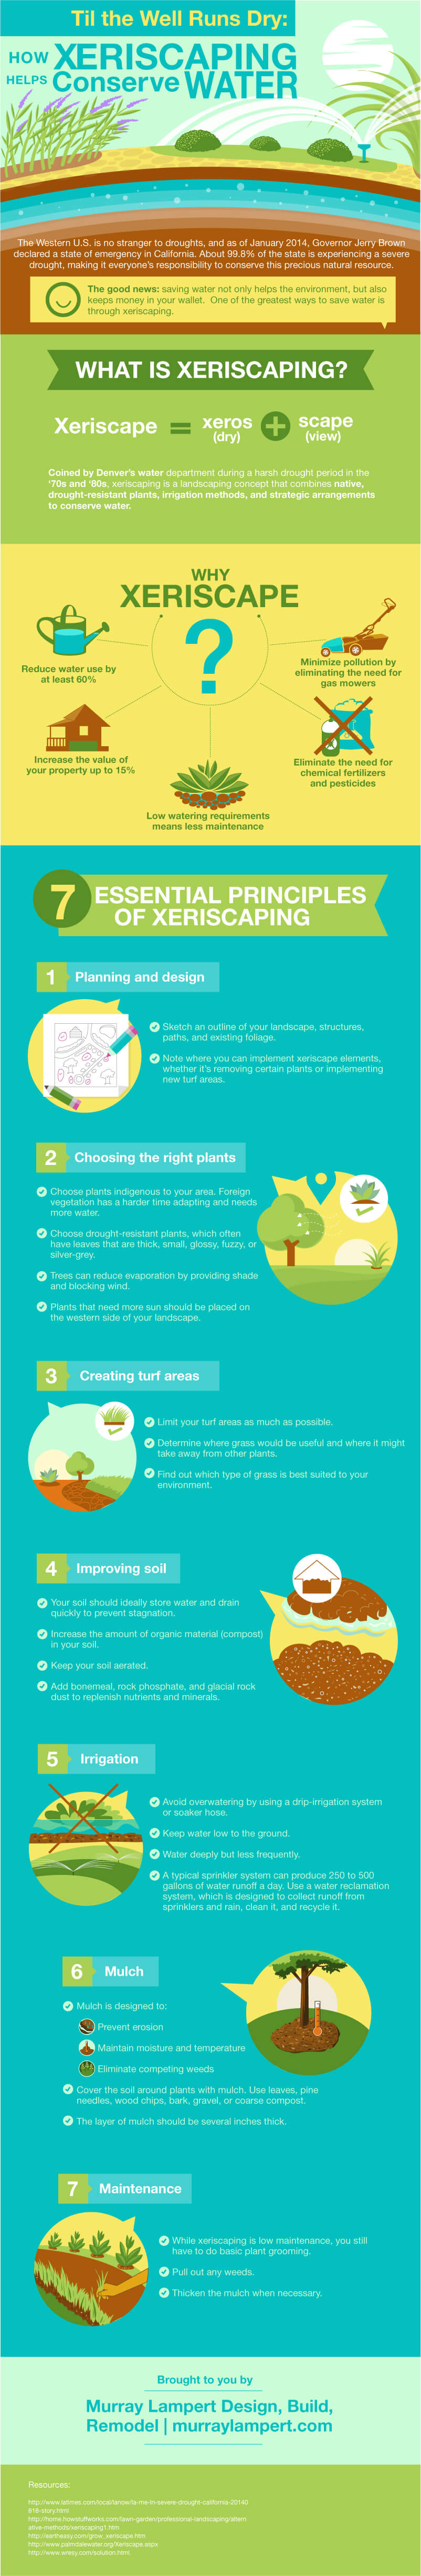 Til the Well Runs Dry:
HOW XERISCAPING
HELPS Conserve WATER
The Western U.S. is no stranger to droughts, and as of January 2014, Governor Jerry Brown
declared a state of emergency in California. About 99.8% of the state is experiencing a severe
drought, making it everyone's responsibility to conserve this precious natural resource.
The good news: saving water not only helps the environment, but also
keeps money in your wallet. One of the greatest ways to save water is
through xeriscaping.
WHAT IS XERISCAPING?
Xeriscape = xeros + scape
(dry) (view)
Coined by Denver's water department during a harsh drought period in the
'70s and '80s, xeriscaping is a landscaping concept that combines native,
drought-resistant plants, irrigation methods, and strategic arrangements
to conserve water.
WHY
XERISCAPE
?
Reduce water use by
at least 60%
Minimize pollution by
eliminating the need for
gas mowers
Increase the value of
your property up to 15%
Eliminate the need for
chemical fertilizers
and pesticides
Low watering requirements
means less maintenance
7 ESSENTIAL PRINCIPLES
OF XERISCAPING
1 Planning and design
Sketch an outline of your landscape, structures,
paths, and existing foliage.
Note where you can implement xeriscape elements,
whether it's removing certain plants or implementing
new turf areas.
2 Choosing the right plants
Choose plants indigenous to your area. Foreign
vegetation has a harder time adapting and needs
more water.
Choose drought-resistant plants, which often
have leaves that are thick, small, glossy, fuzzy, or
silver-grey.
Trees can reduce evaporation by providing shade
and blocking wind.
Plants that need more sun should be placed on
the western side of your landscape.
3 Creating turf areas
Limit your turf areas as much as possible.
Determine where grass would be useful and where it might
take away from other plants.
Find out which type of grass is best suited to your
environment.
4 Improving soil
Your soil should ideally store water and drain
quickly to prevent stagnation.
Increase the amount of organic material (compost)
in your soil.
Keep your soil aerated.
Add bonemeal, rock phosphate, and glacial rock
dust to replenish nutrients and minerals.
5 Irrigation
Avoid overwatering by using a drip-irrigation system
or soaker hose.
Keep water low to the ground.
Water deeply but less frequently.
A typical sprinkler system can produce 250 to 500
gallons of water runoff a day. Use a water reclamation
system, which is designed to collect runoff from
sprinklers and rain, clean it, and recycle it.
6 Mulch
Mulch is designed to:
Prevent erosion
Maintain moisture and temperature
Eliminate competing weeds
Cover the soil around plants with mulch. Use leaves, pine
needles, wood chips, bark, gravel, or coarse compost.
The layer of mulch should be several inches thick.
7 Maintenance
While xeriscaping is low maintenance, you still
have to do basic plant grooming.
Pull out any weeds.
Thicken the mulch when necessary.
Brought to you by
Murray Lampert Design, Build,
Remodel | murraylampert.com
Resources:
http://www.latimes.com/local/lanow/la-me-ln-severe-drought-california-20140
818-story.html
http://home.howstuffworks.com/lawn-garden/professional-landscaping/altern
ative-methods/xeriscaping1.htm
http://eartheasy.com/grow_xeriscape.htm
http://www.palmdalewater.org/Xeriscape.aspx
http://www.wresy.com/solution.html